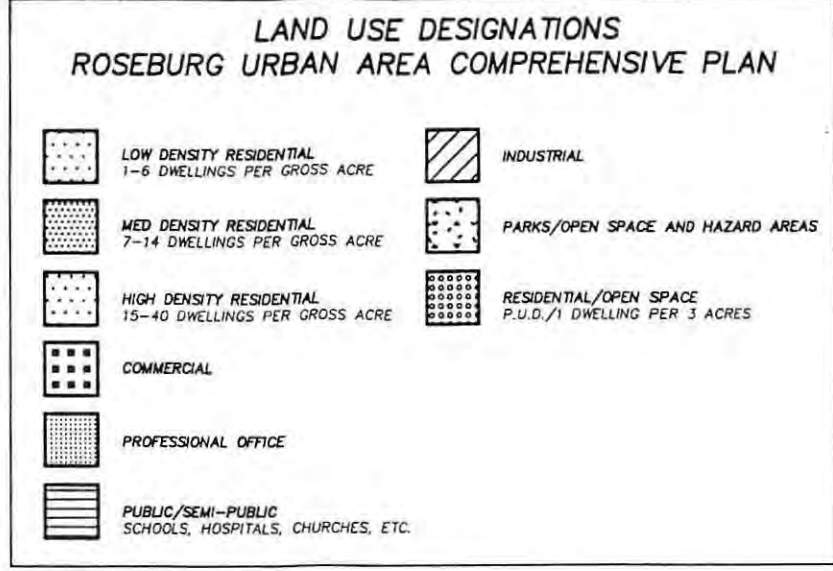 LAND USE DESIGNATIONS
ROSEBURG URBAN AREA COMPREHENSIVE PLAN
LOW DENSITY RESIDENTIAL
1-6 DWELLINGS PER GROSS ACRE
MED DENSITY RESIDENTIAL
7-14 DWELLINGS PER GROSS ACRE
HIGH DENSITY RESIDENTIAL
15-40 DWELLINGS PER GROSS ACRE
COMMERCIAL
PROFESSIONAL OFFICE
PUBLIC/SEMI-PUBLIC
SCHOOLS, HOSPITALS, CHURCHES, ETC.
INDUSTRIAL
PARKS/OPEN SPACE AND HAZARD AREAS
RESIDENTIAL/OPEN SPACE
P.U.D./1 DWELLING PER 3 ACRES